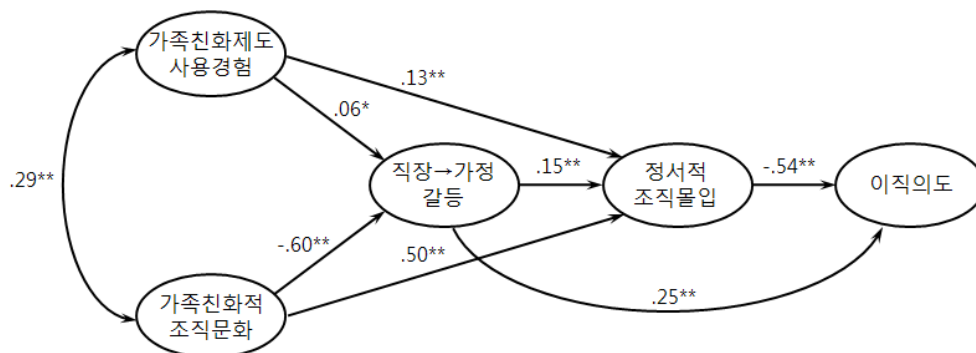 가족친화제도
사용경험
.13**
.06*
.29**
직장→가정
갈등
.15**
정서적
조직몰입
-.54**
이직의도
-.60**
.50**
.25**
가족친화적
조직문화